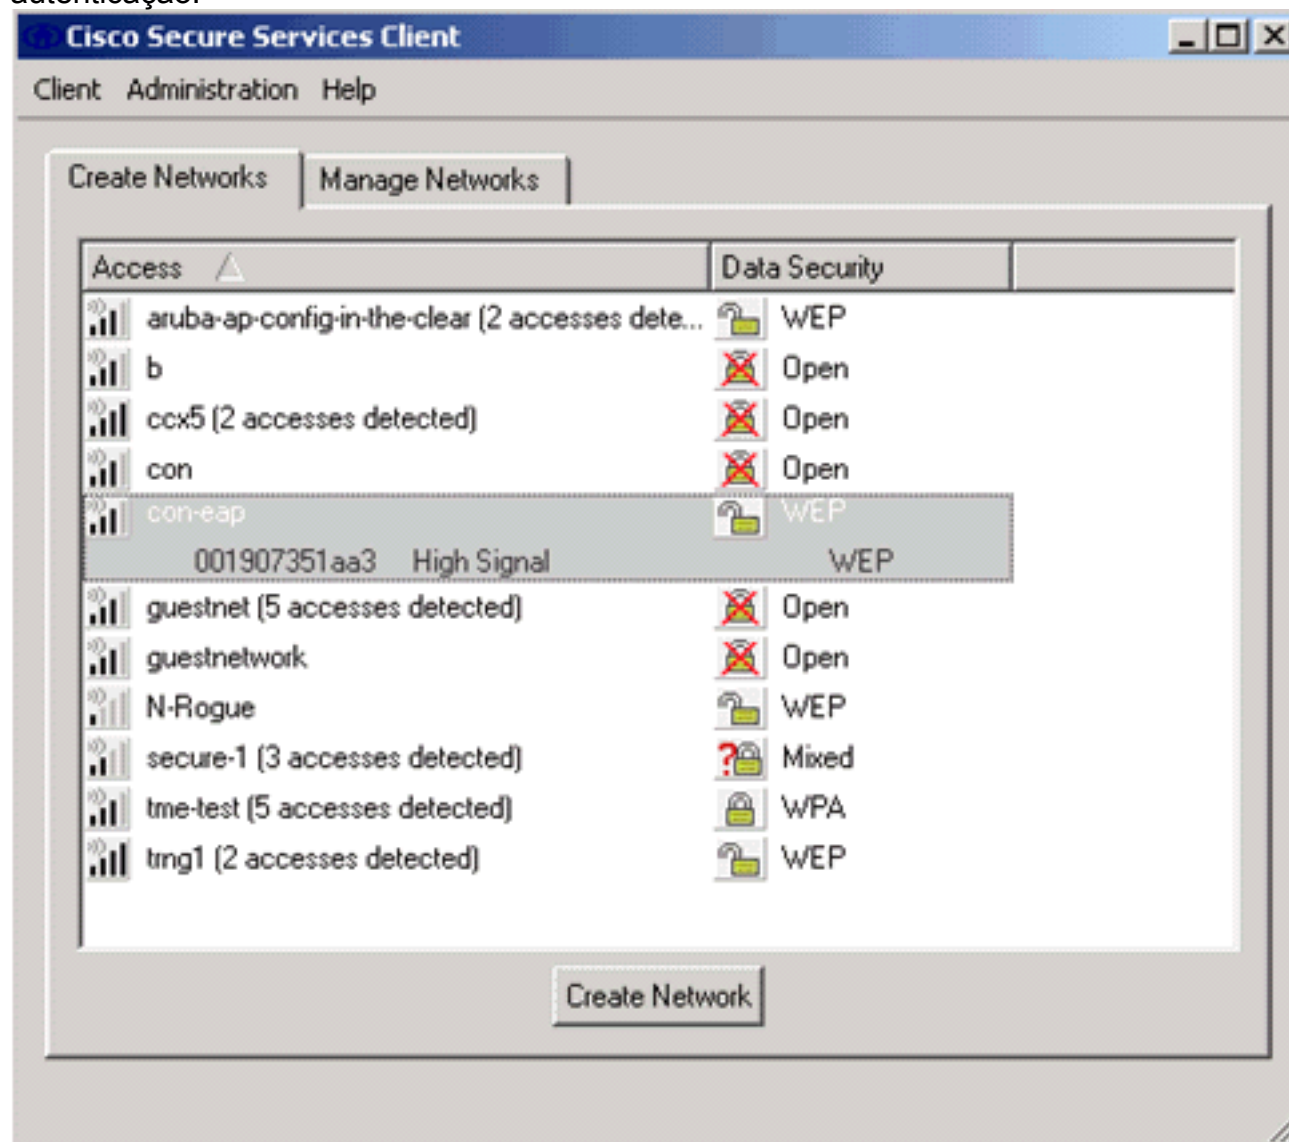 autenticação.
Cisco Secure Services Client
Client Administration Help
Create Networks Manage Networks
Access Data Security
aruba-ap-config-in-the-clear (2 accesses dete... WEP
b Open
ccx5 (2 accesses detected) Open
con Open
con-eap WEP
001907351aa3 High Signal WEP
guestnet (5 accesses detected) Open
guestnetwork Open
N-Rogue WEP
secure-1 (3 accesses detected) Mixed
tme-test (5 accesses detected) WPA
trng1 (2 accesses detected) WEP
Create Network